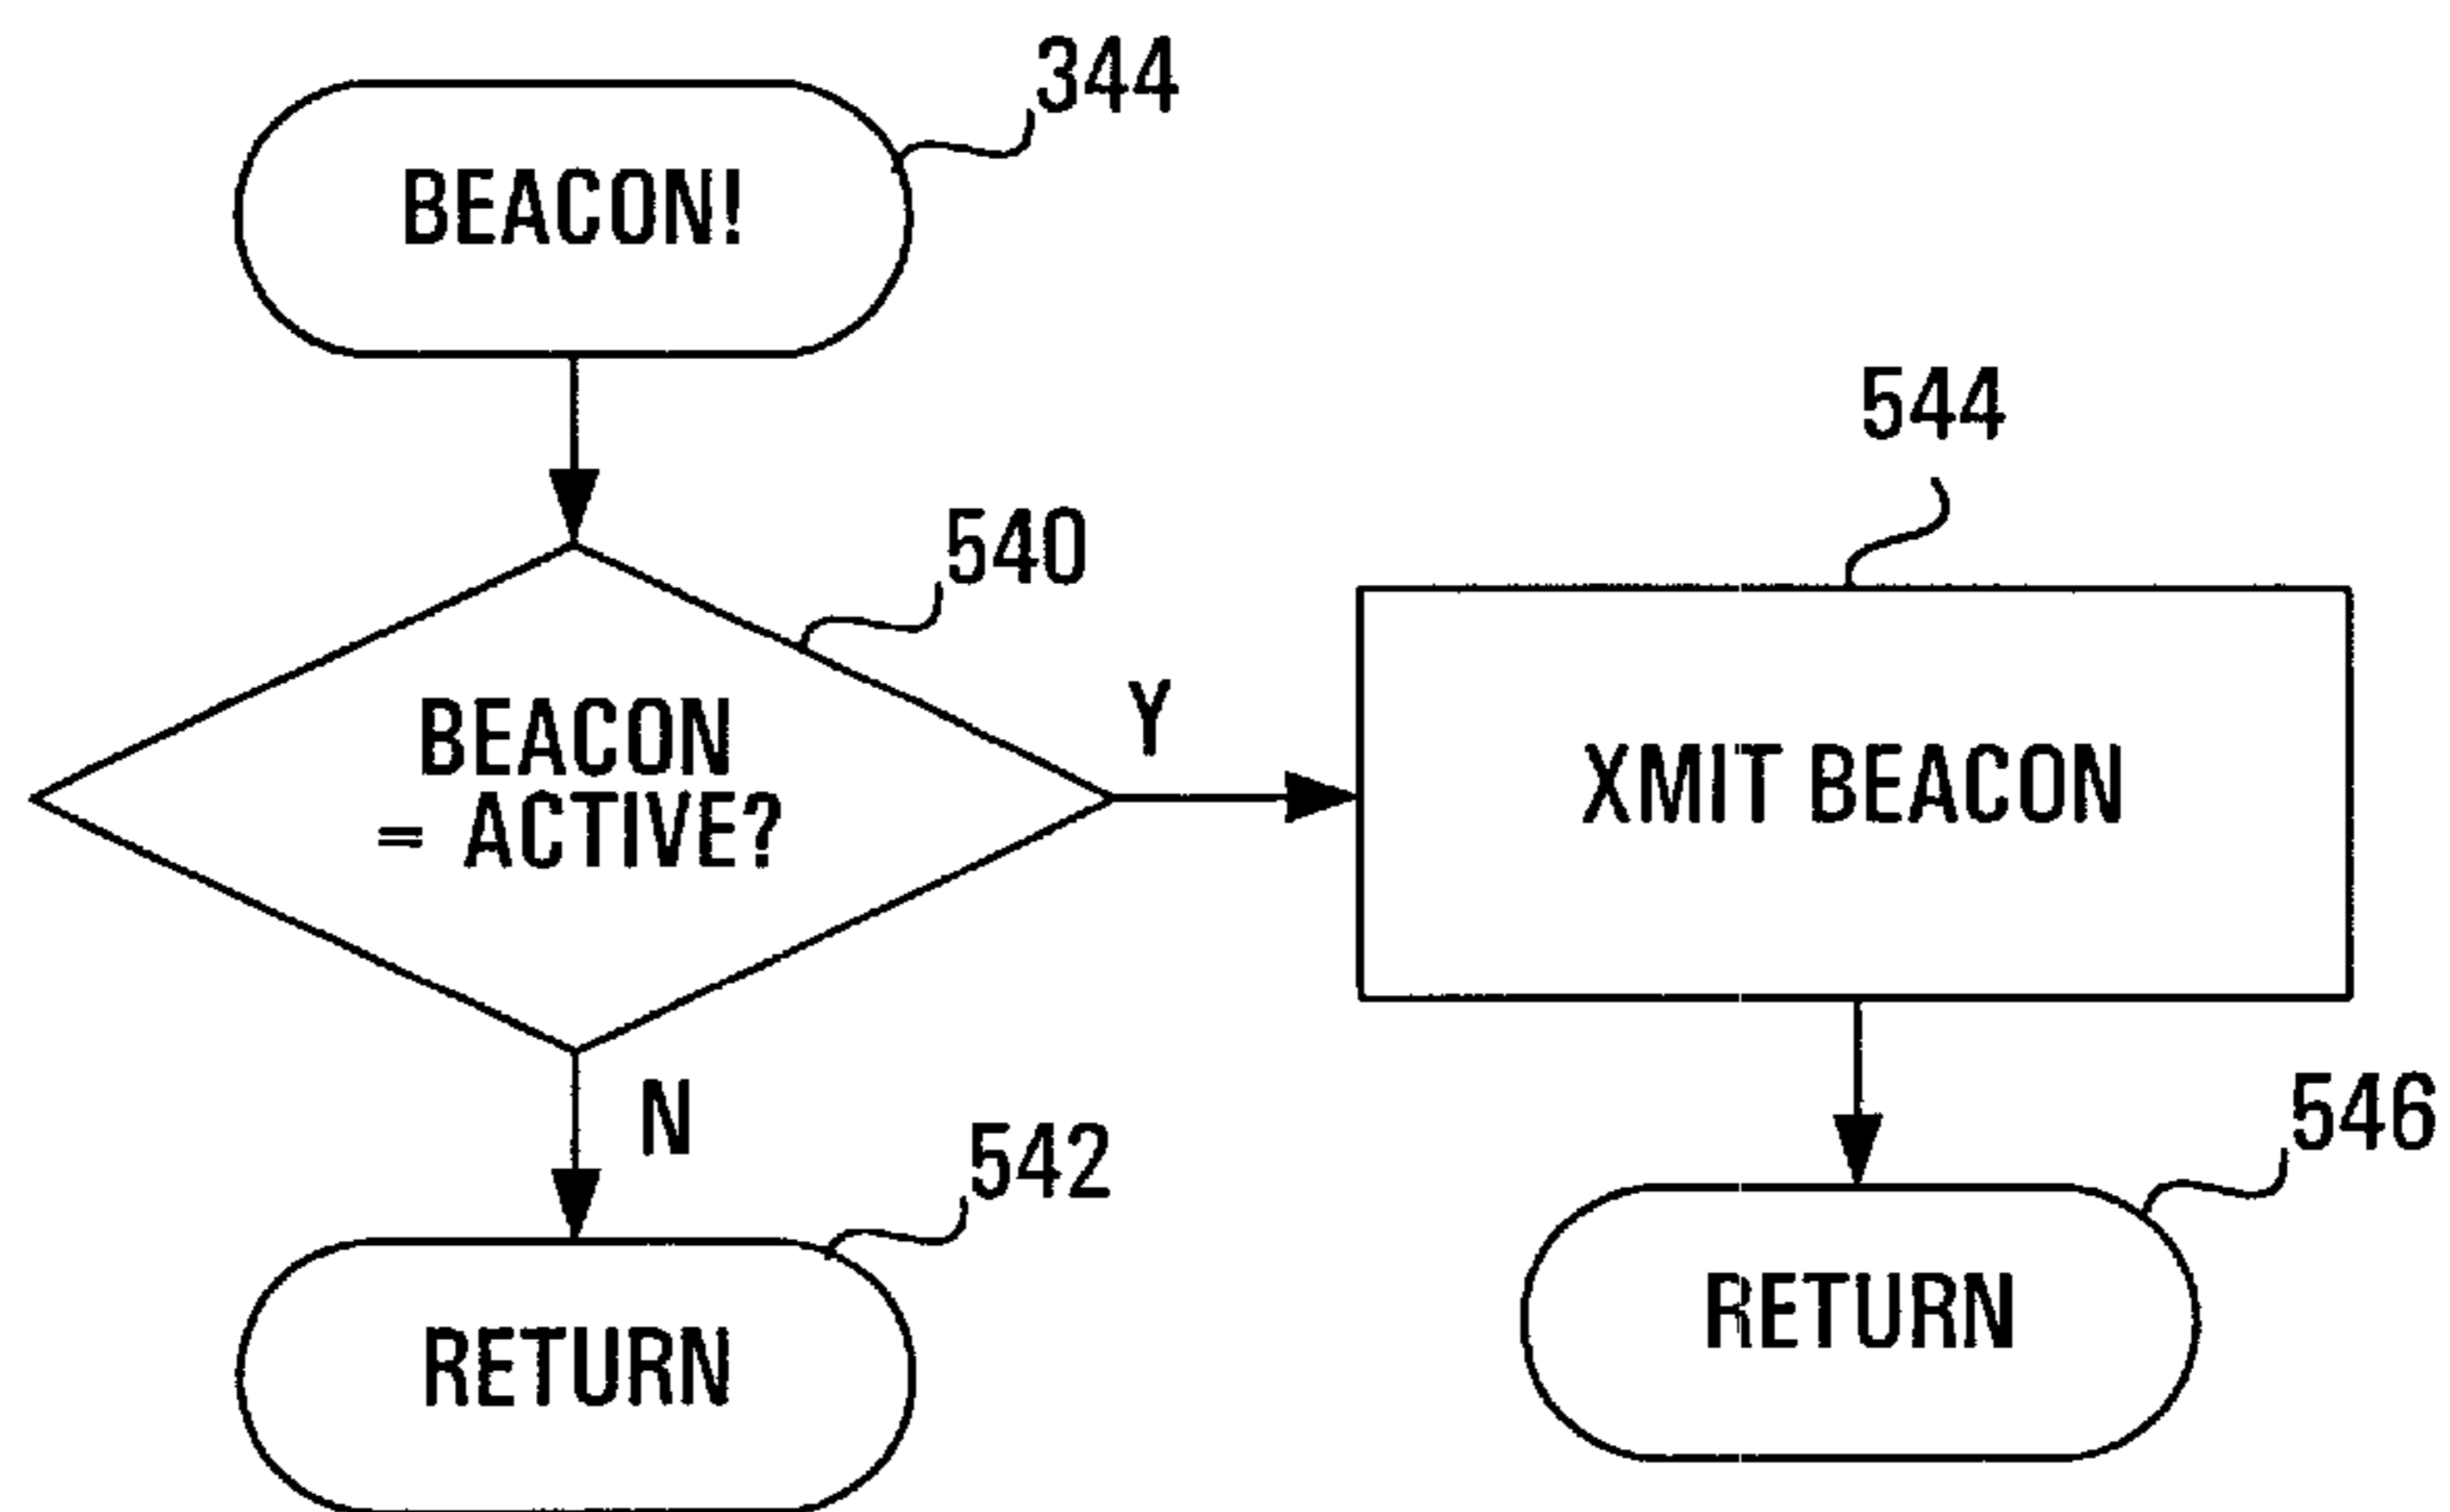 344
BEACON!
540
BEACON
= ACTIVE?
Y
544
XMIT BEACON
N
542
RETURN
546
RETURN